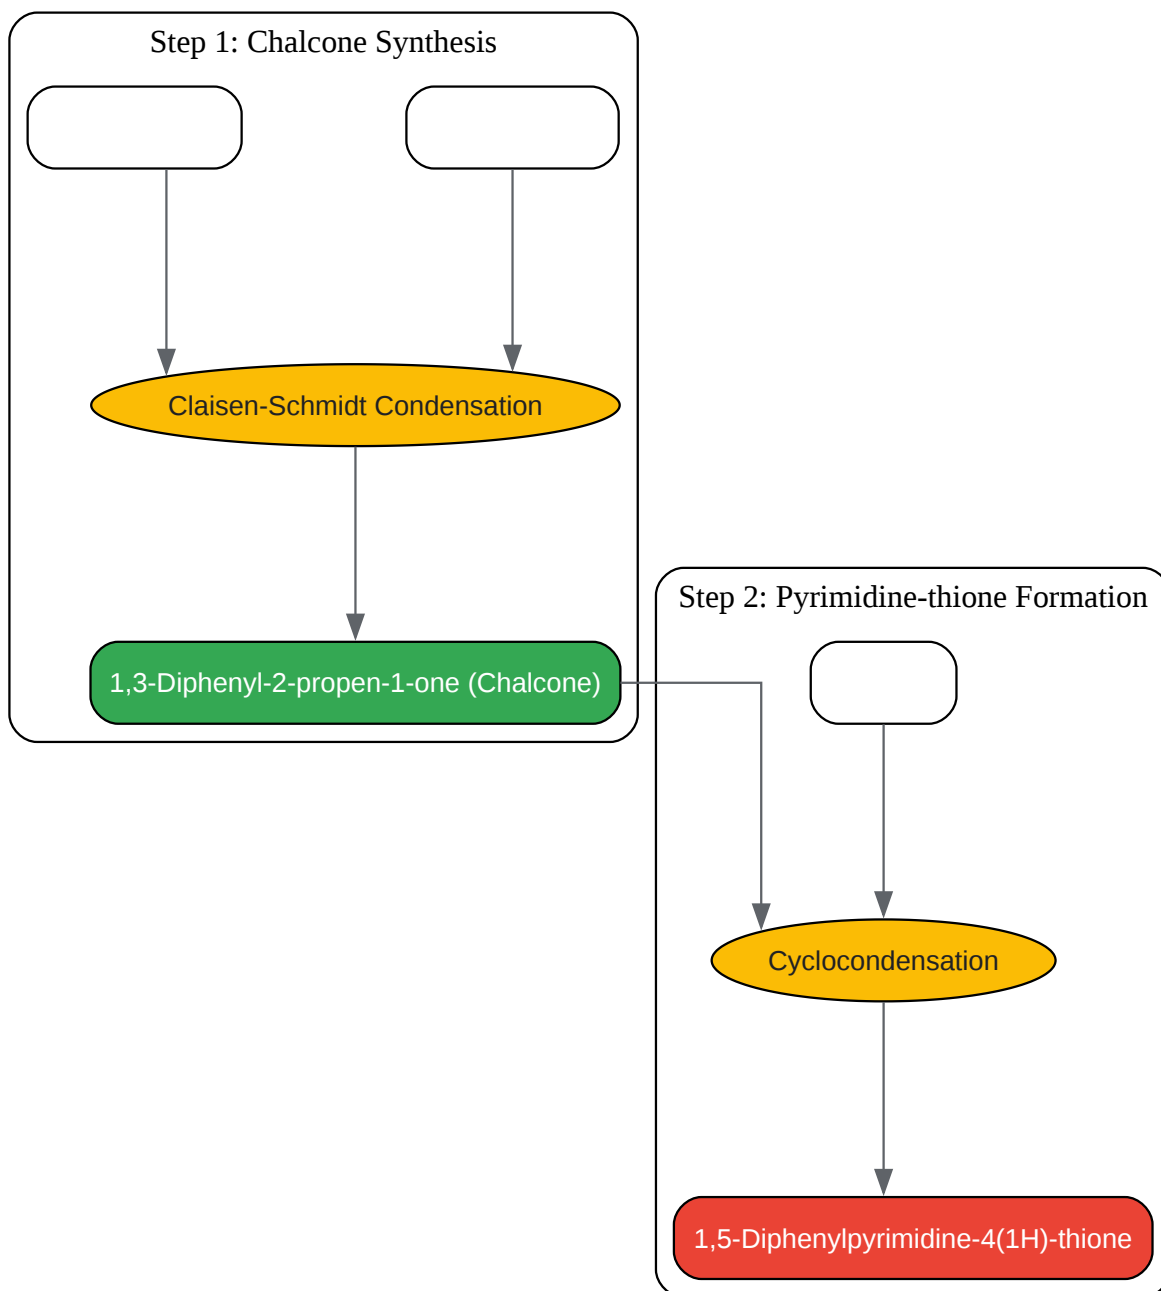 Step 1: Chalcone Synthesis
Claisen-Schmidt Condensation
1,3-Diphenyl-2-propen-1-one (Chalcone)
Step 2: Pyrimidine-thione Formation
Cyclocondensation
1,5-Diphenylpyrimidine-4(1H)-thione